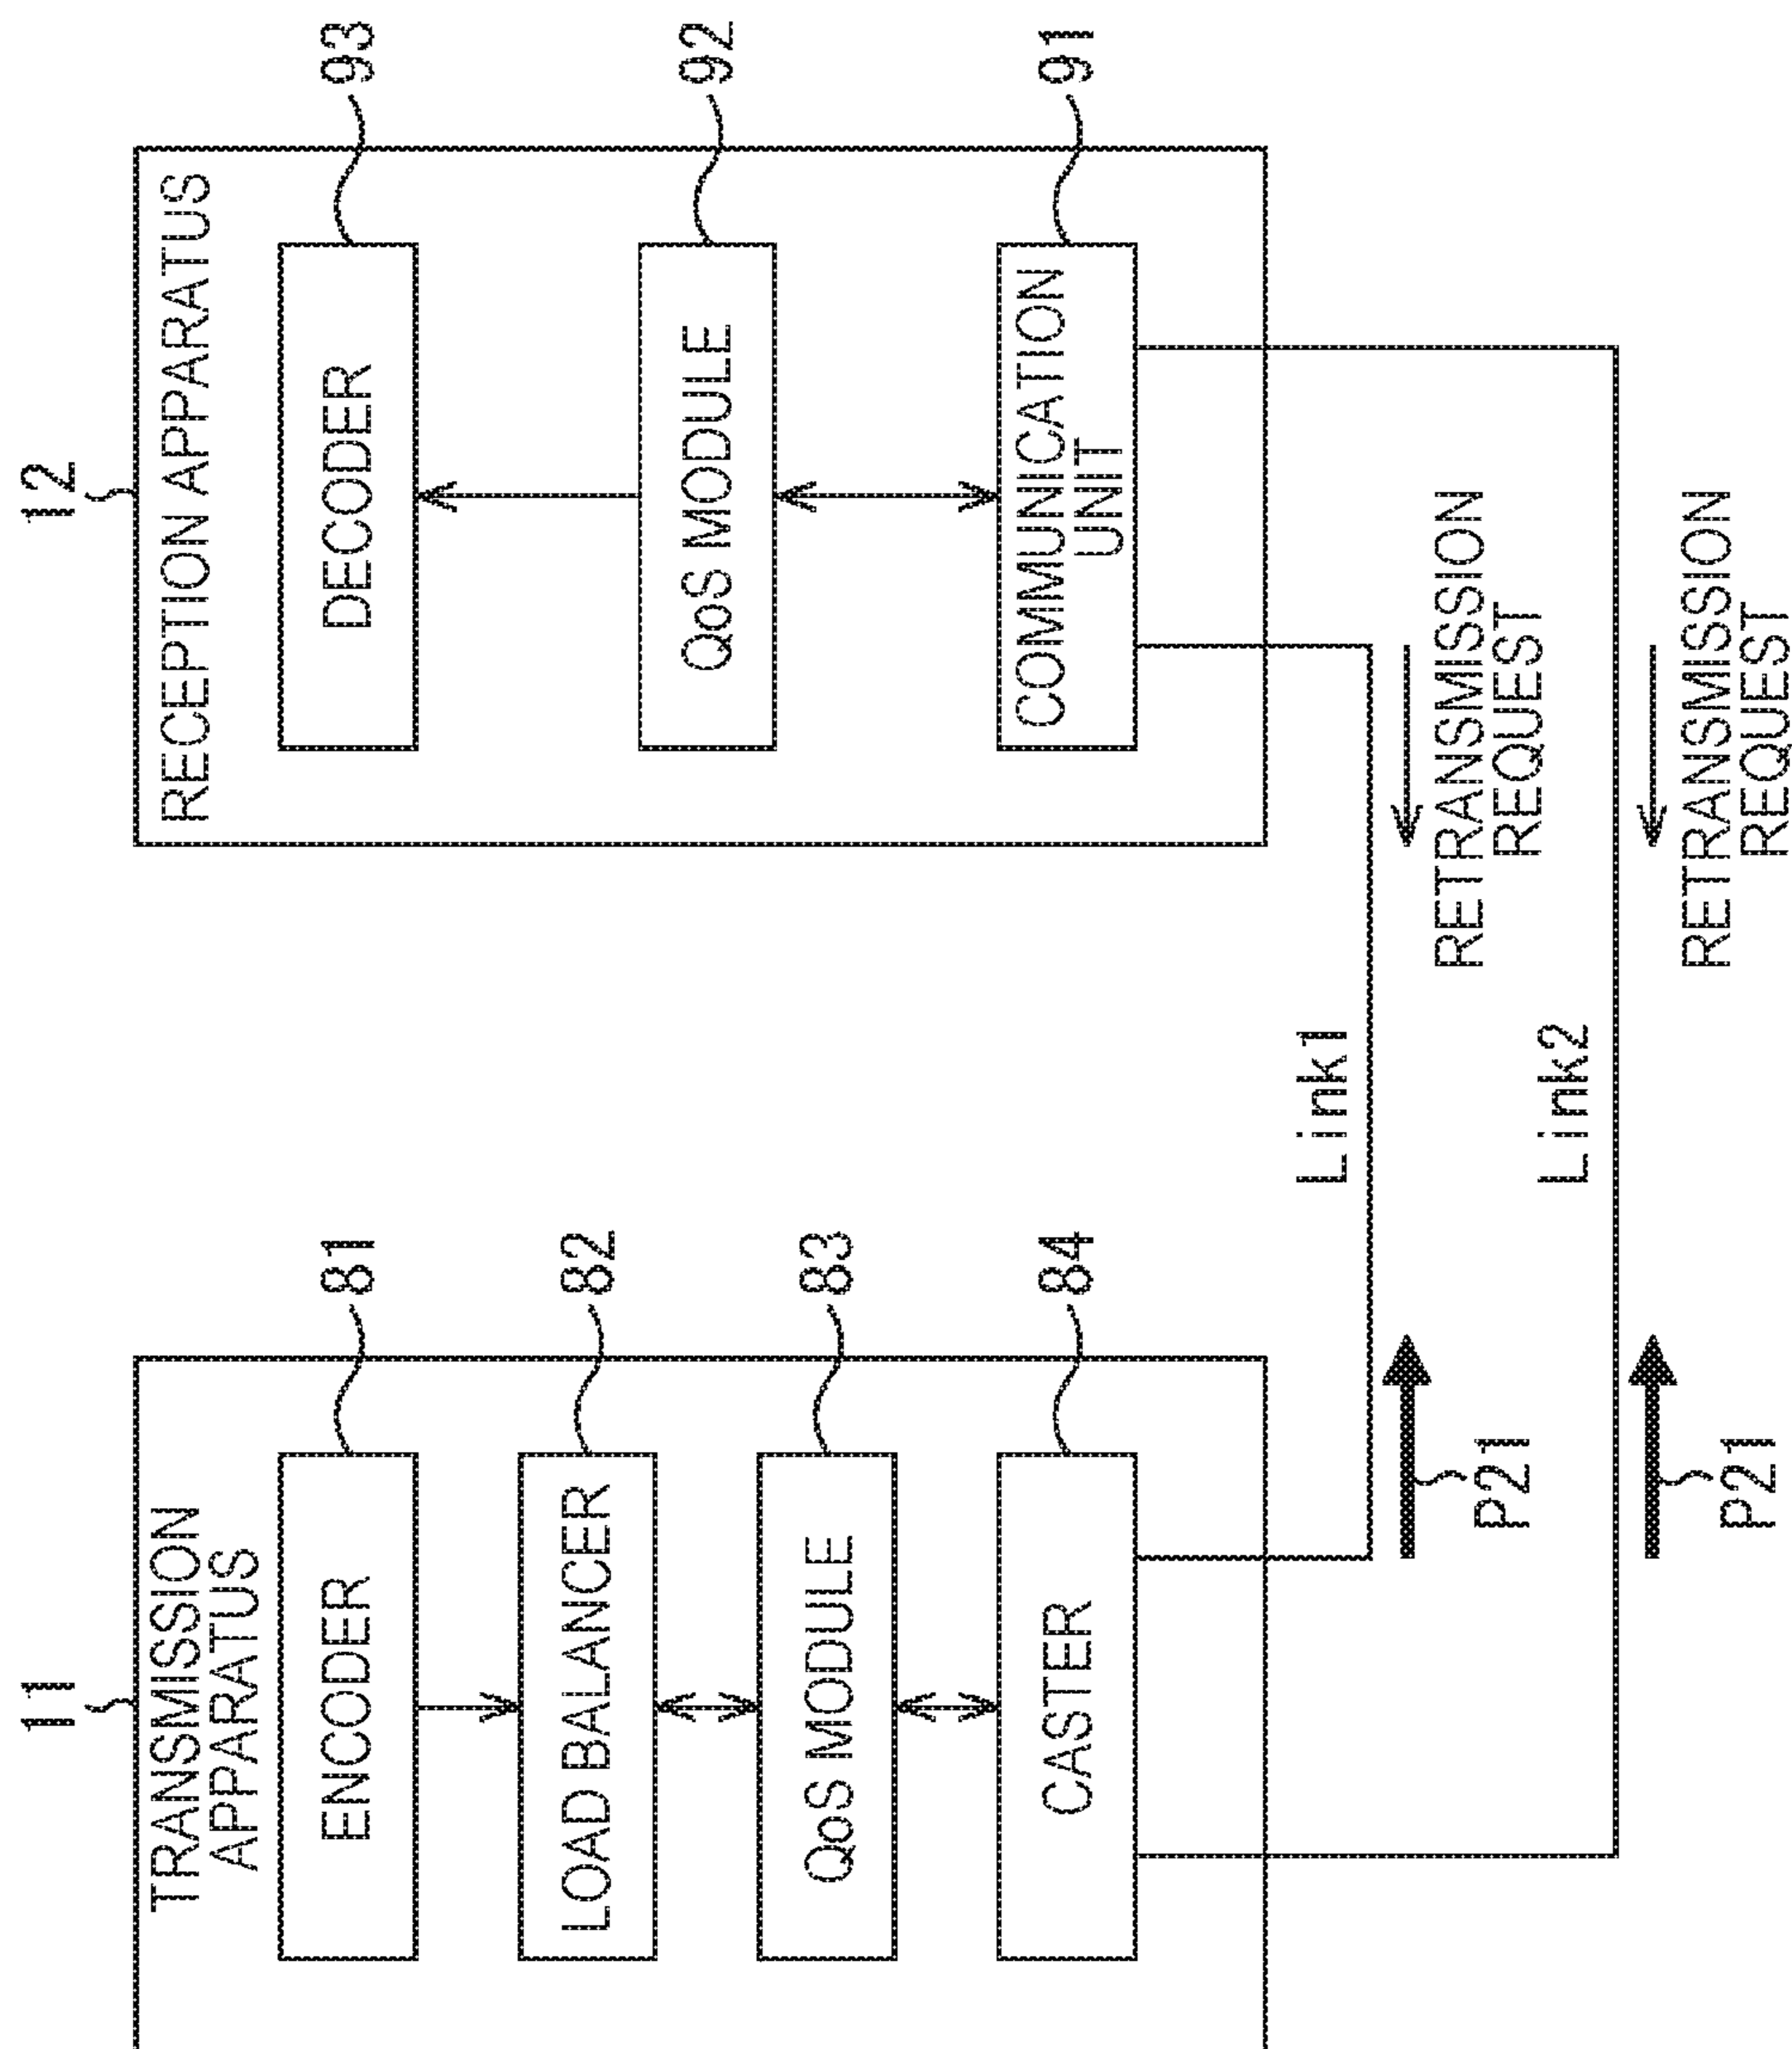 11
TRANSMISSION
APPARATUS
ENCODER
81
LOAD BALANCER
82
QoS MODULE
83
CASTER
84
12
RECEPTION APPARATUS
DECODER
93
QoS MODULE
92
COMMUNICATION
UNIT
91
Link1
P21
RETRANSMISSION
REQUEST
Link2
P21
RETRANSMISSION
REQUEST